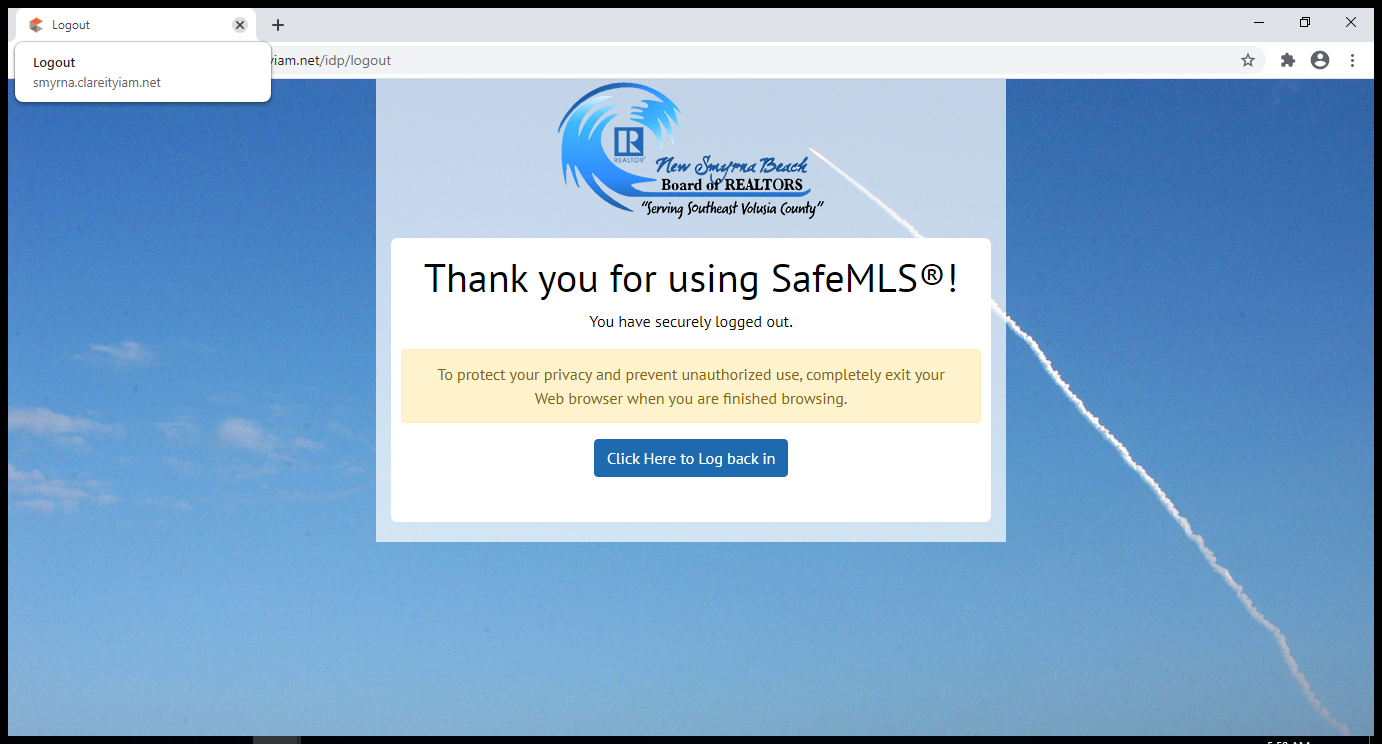 Logout
Logout
smyrna.clareityiam.net
yiam.net/idp/logout
REALTOR
New Smyrna Beach
Board of REALTORS
"Serving Southeast Volusia County"
Thank you for using SafeMLS®!
You have securely logged out.
To protect your privacy and prevent unauthorized use, completely exit your
Web browser when you are finished browsing.
Click Here to Log back in